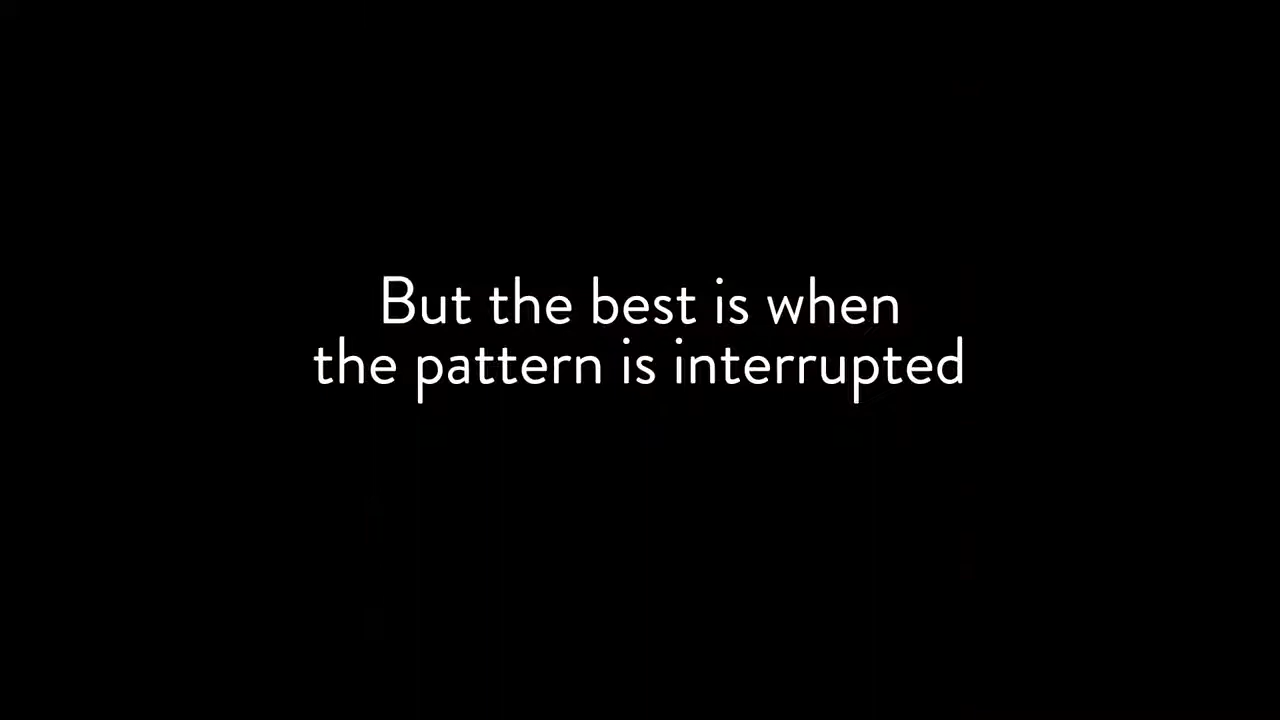 But the best is when
the pattern is interrupted